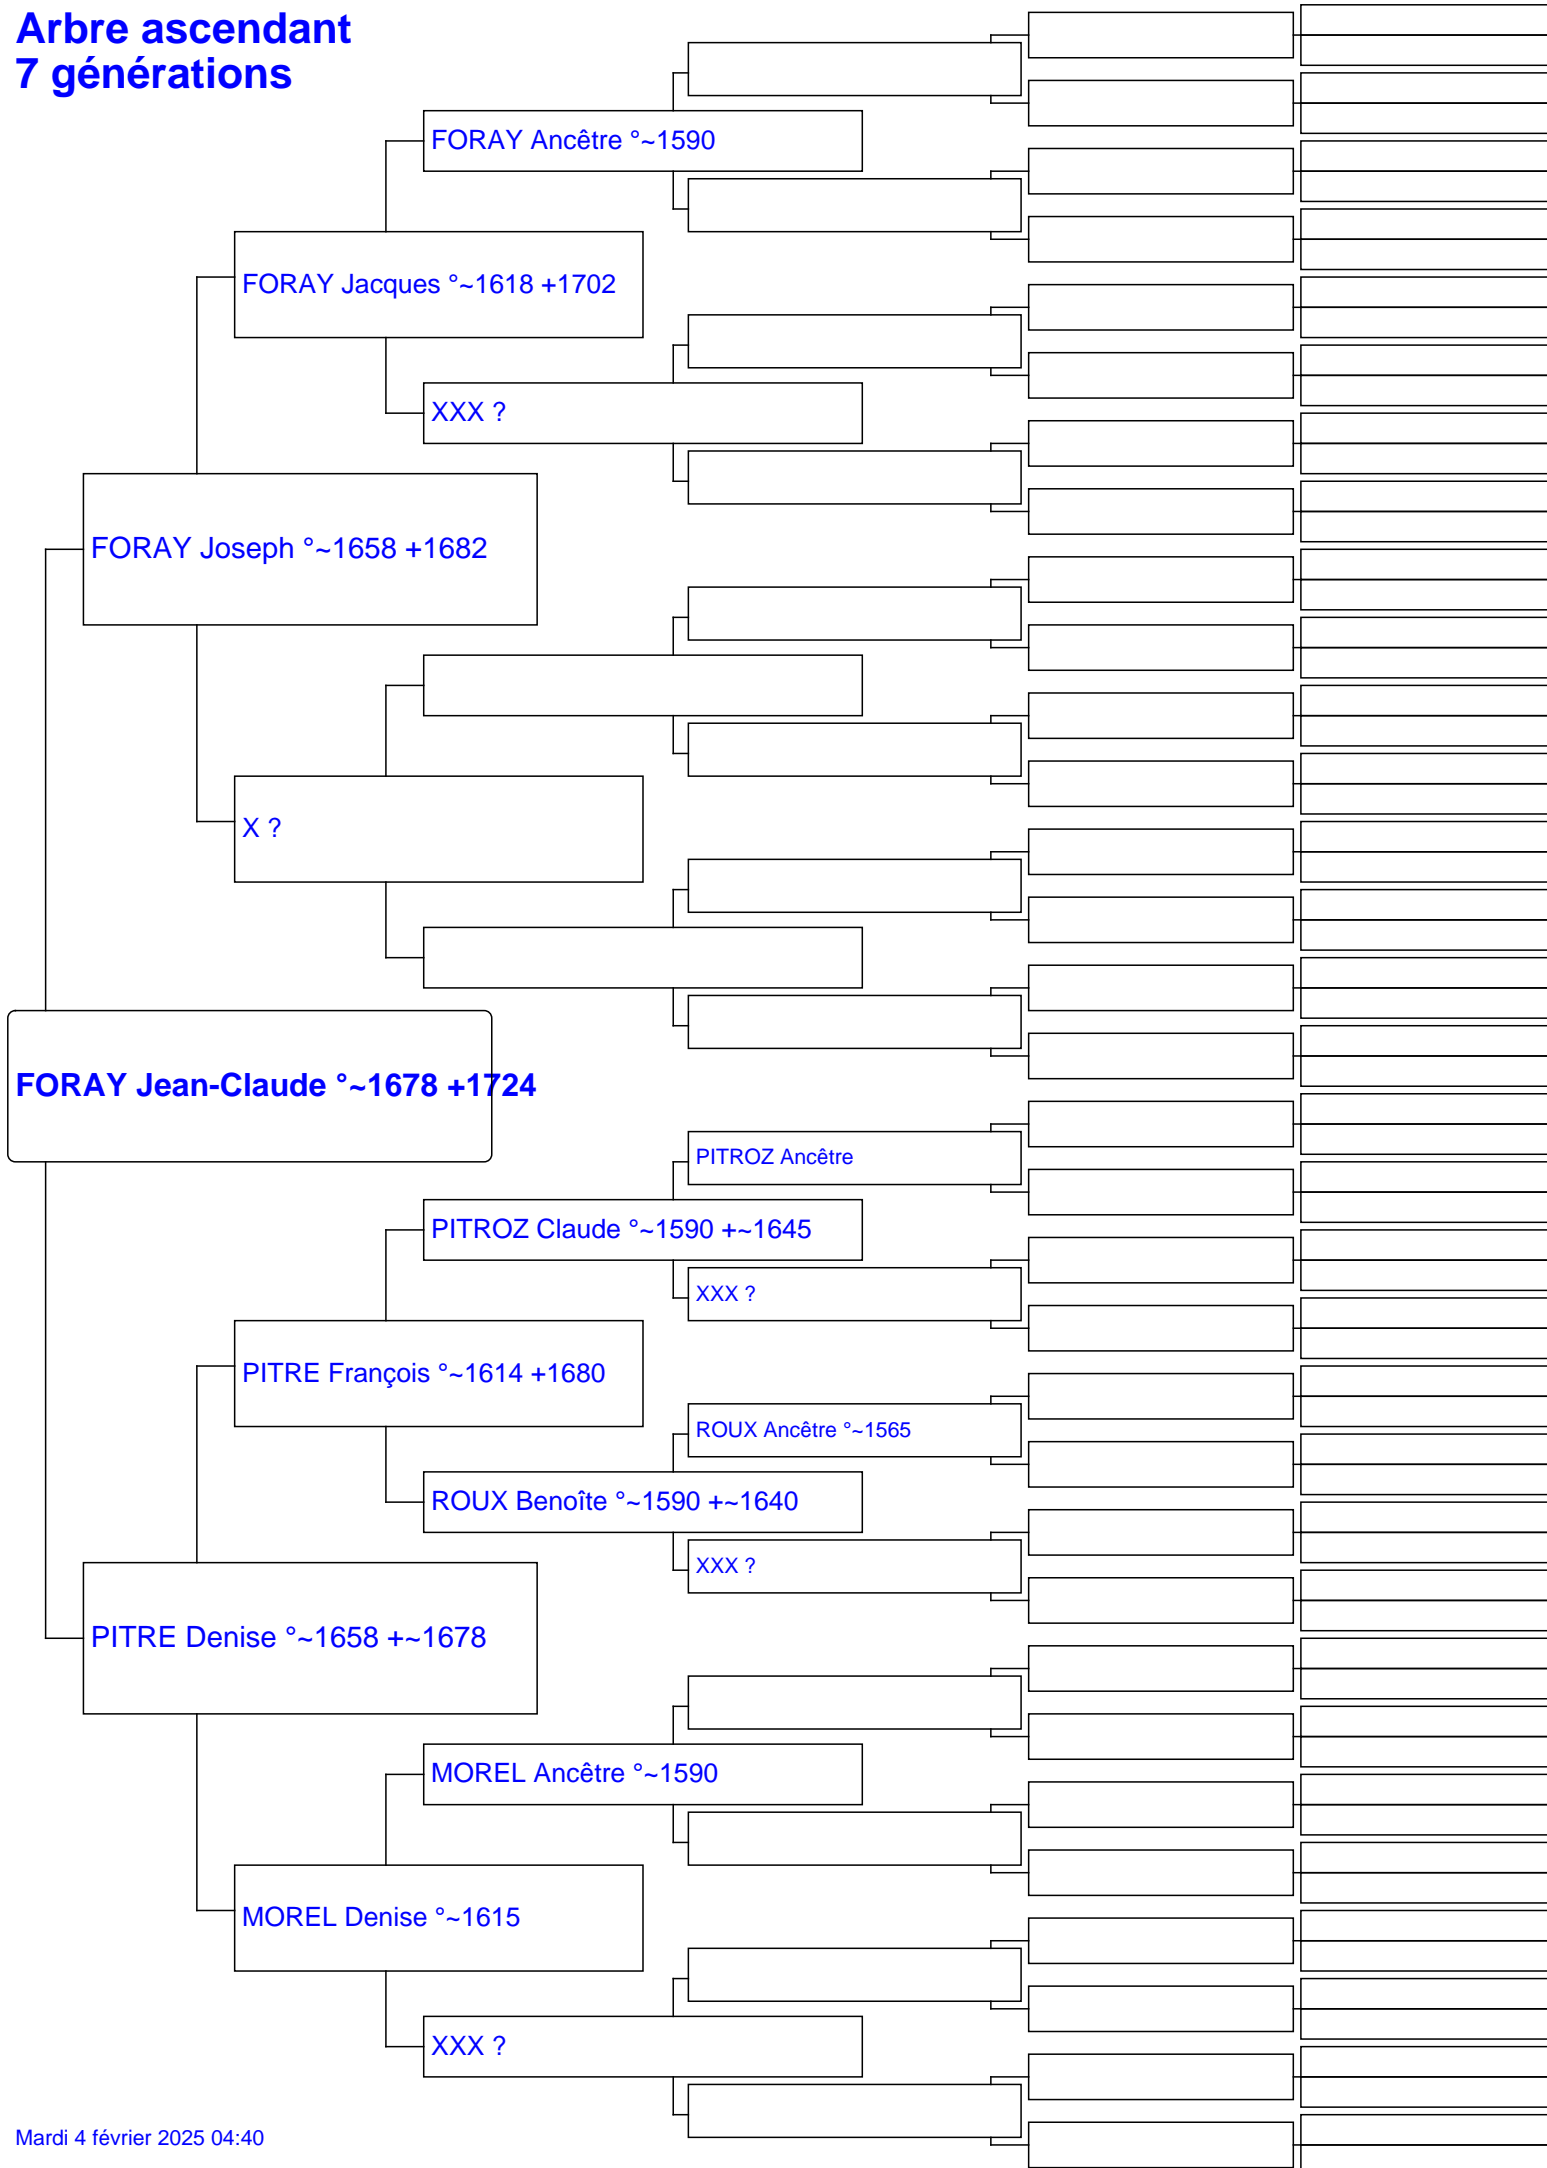 Arbre ascendant
7 générations
FORAY Ancêtre °~1590
FORAY Jacques °~1618 +1702
XXX ?
FORAY Joseph °~1658 +1682
X ?
FORAY Jean-Claude °~1678 +1724
PITROZ Ancêtre
PITROZ Claude °~1590 +~1645
XXX ?
PITRE François °~1614 +1680
ROUX Ancêtre °~1565
ROUX Benoîte °~1590 +~1640
XXX ?
PITRE Denise °~1658 +~1678
MOREL Ancêtre °~1590
MOREL Denise °~1615
XXX ?
Mardi 4 février 2025 04:40